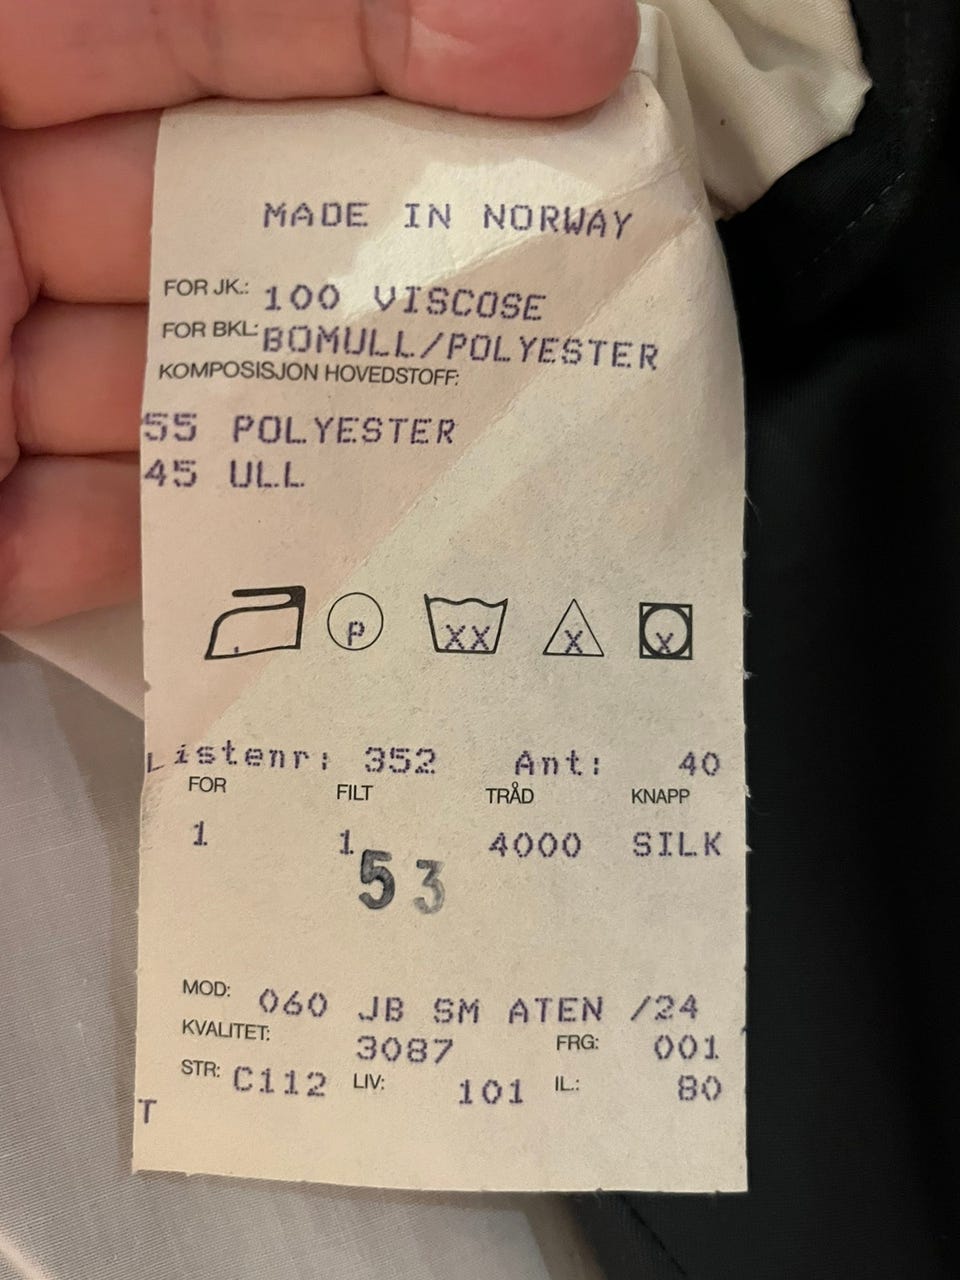 MADE IN NORWAY
FOR JK.: 100 VISCOSE
FOR BKL: BOMULL/POLYESTER
KOMPOSISJON HOVEDSTOFF:
55 POLYESTER
45 ULL
P XX X X
Listenr: 352 Ant: 40
FOR FILT TRÅD KNAPP
1 1 4000 SILK
53
MOD: 060 JB SM ATEN /24
KVALITET: 3087 FRG: 001
STR: C112 LIV: 101 IL.: 80
T